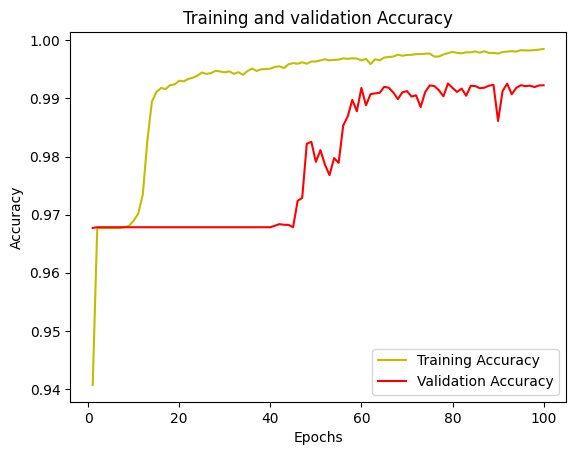 Training and validation Accuracy
1.00
0.99
0.98
0.97
0.96
0.95
0.94
Accuracy
0 20 40 60 80 100
Epochs
Training Accuracy
Validation Accuracy